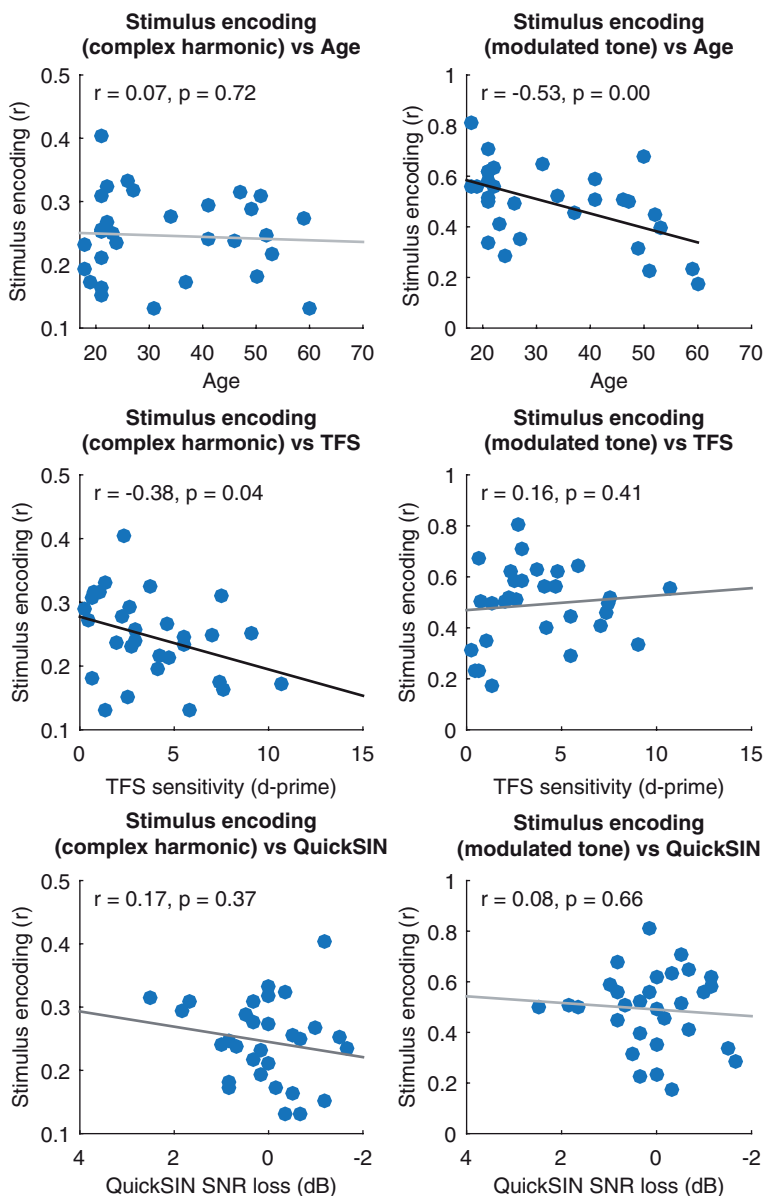 Stimulus encoding
(complex harmonic) vs Age
r = 0.07, p = 0.72
Stimulus encoding (r)
0.5
0.4
0.3
0.2
0.1
20 30 40 50 60 70
Age
Stimulus encoding
(modulated tone) vs Age
r = -0.53, p = 0.00
Stimulus encoding (r)
1
0.8
0.6
0.4
0.2
0
20 30 40 50 60 70
Age
Stimulus encoding
(complex harmonic) vs TFS
r = -0.38, p = 0.04
Stimulus encoding (r)
0.5
0.4
0.3
0.2
0.1
0 5 10 15
TFS sensitivity (d-prime)
Stimulus encoding
(modulated tone) vs TFS
r = 0.16, p = 0.41
Stimulus encoding (r)
1
0.8
0.6
0.4
0.2
0
0 5 10 15
TFS sensitivity (d-prime)
Stimulus encoding
(complex harmonic) vs QuickSIN
r = 0.17, p = 0.37
Stimulus encoding (r)
0.5
0.4
0.3
0.2
0.1
4 2 0 -2
QuickSIN SNR loss (dB)
Stimulus encoding
(modulated tone) vs QuickSIN
r = 0.08, p = 0.66
Stimulus encoding (r)
1
0.8
0.6
0.4
0.2
0
4 2 0 -2
QuickSIN SNR loss (dB)